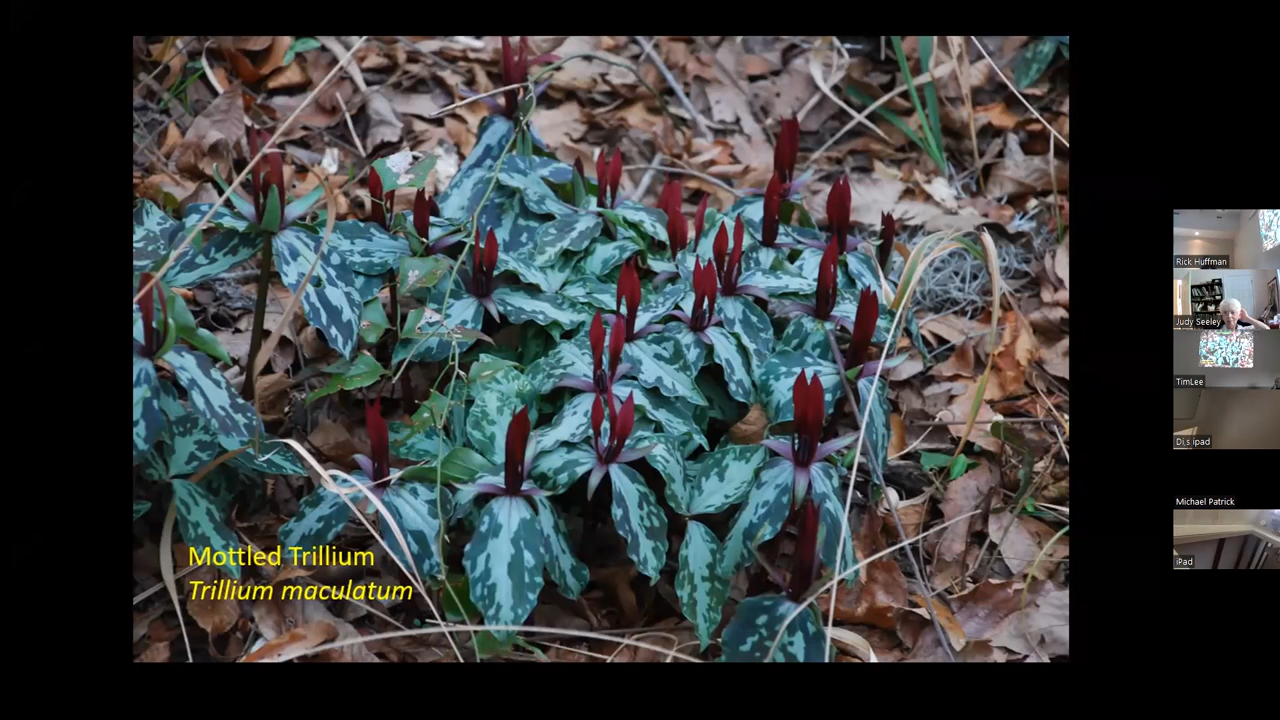 Mottled Trillium
Trillium maculatum
Rick Huffman
Judy Seeley
TimLee
Di,s ipad
Michael Patrick
iPad